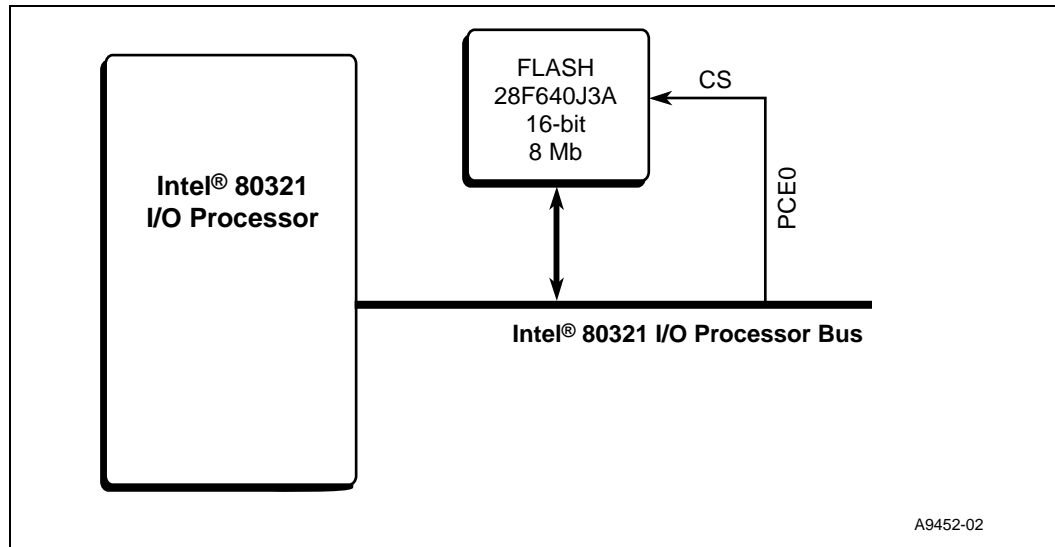 FLASH
28F640J3A
16-bit
8 Mb
CS
PCE0
Intel® 80321
I/O Processor
Intel® 80321 I/O Processor Bus
A9452-02